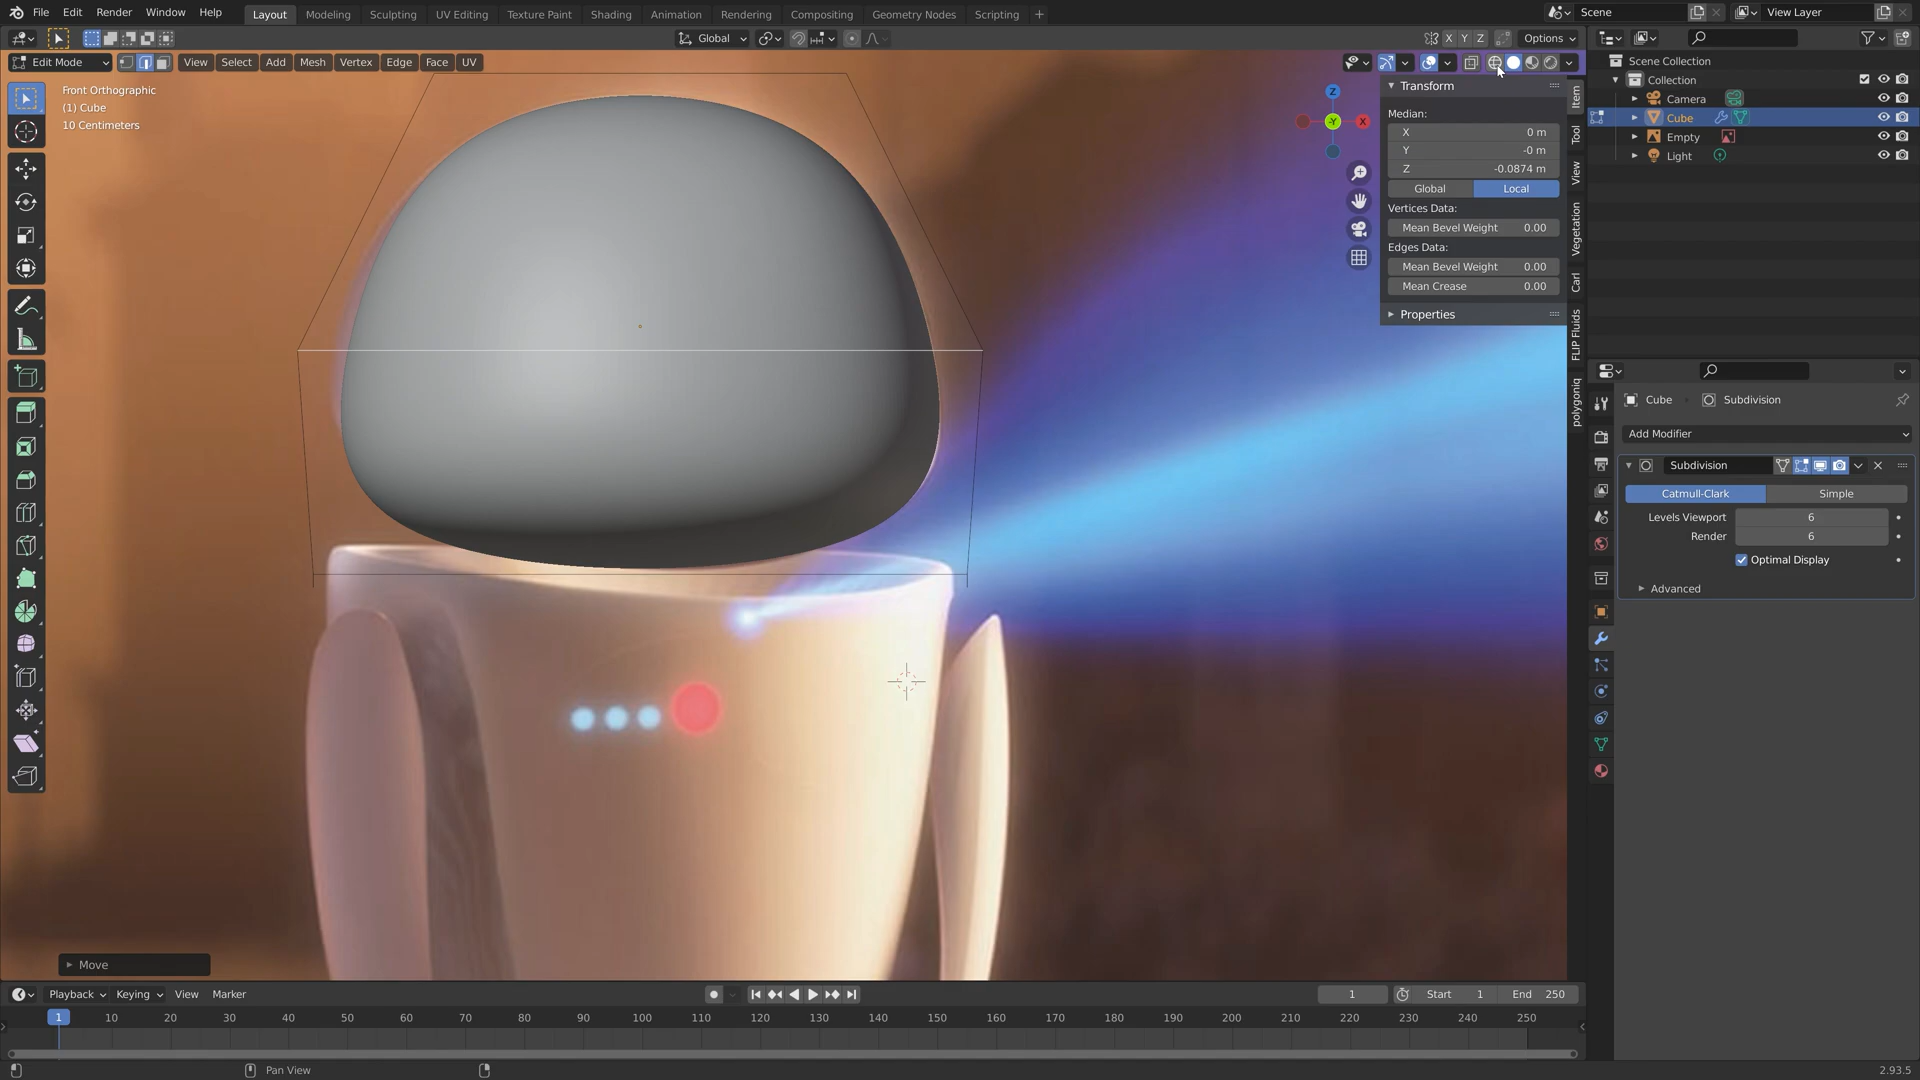 File Edit Render Window Help Layout Modeling Sculpting UV Editing Texture Paint Shading Animation Rendering Compositing Geometry Nodes Scripting + Scene View Layer
Global X Y Z Options
Edit Mode View Select Add Mesh Vertex Edge Face UV
Front Orthographic
(1) Cube
10 Centimeters
Z
-Y
X
Transform
Median:
X 0 m
Y -0 m
Z -0.0874 m
Global Local
Vertices Data:
Mean Bevel Weight 0.00
Edges Data:
Mean Bevel Weight 0.00
Mean Crease 0.00
Properties
Item
Tool
View
Vegetation
Carl
FLIP Fluids
polygoniq
Scene Collection
Collection
Camera
Cube
Empty
Light
Cube Subdivision
Add Modifier
Subdivision
Catmull-Clark Simple
Levels Viewport 6
Render 6
Optimal Display
Advanced
Move
Playback Keying View Marker 1 Start 1 End 250
1 10 20 30 40 50 60 70 80 90 100 110 120 130 140 150 160 170 180 190 200 210 220 230 240 250
Pan View 2.93.5